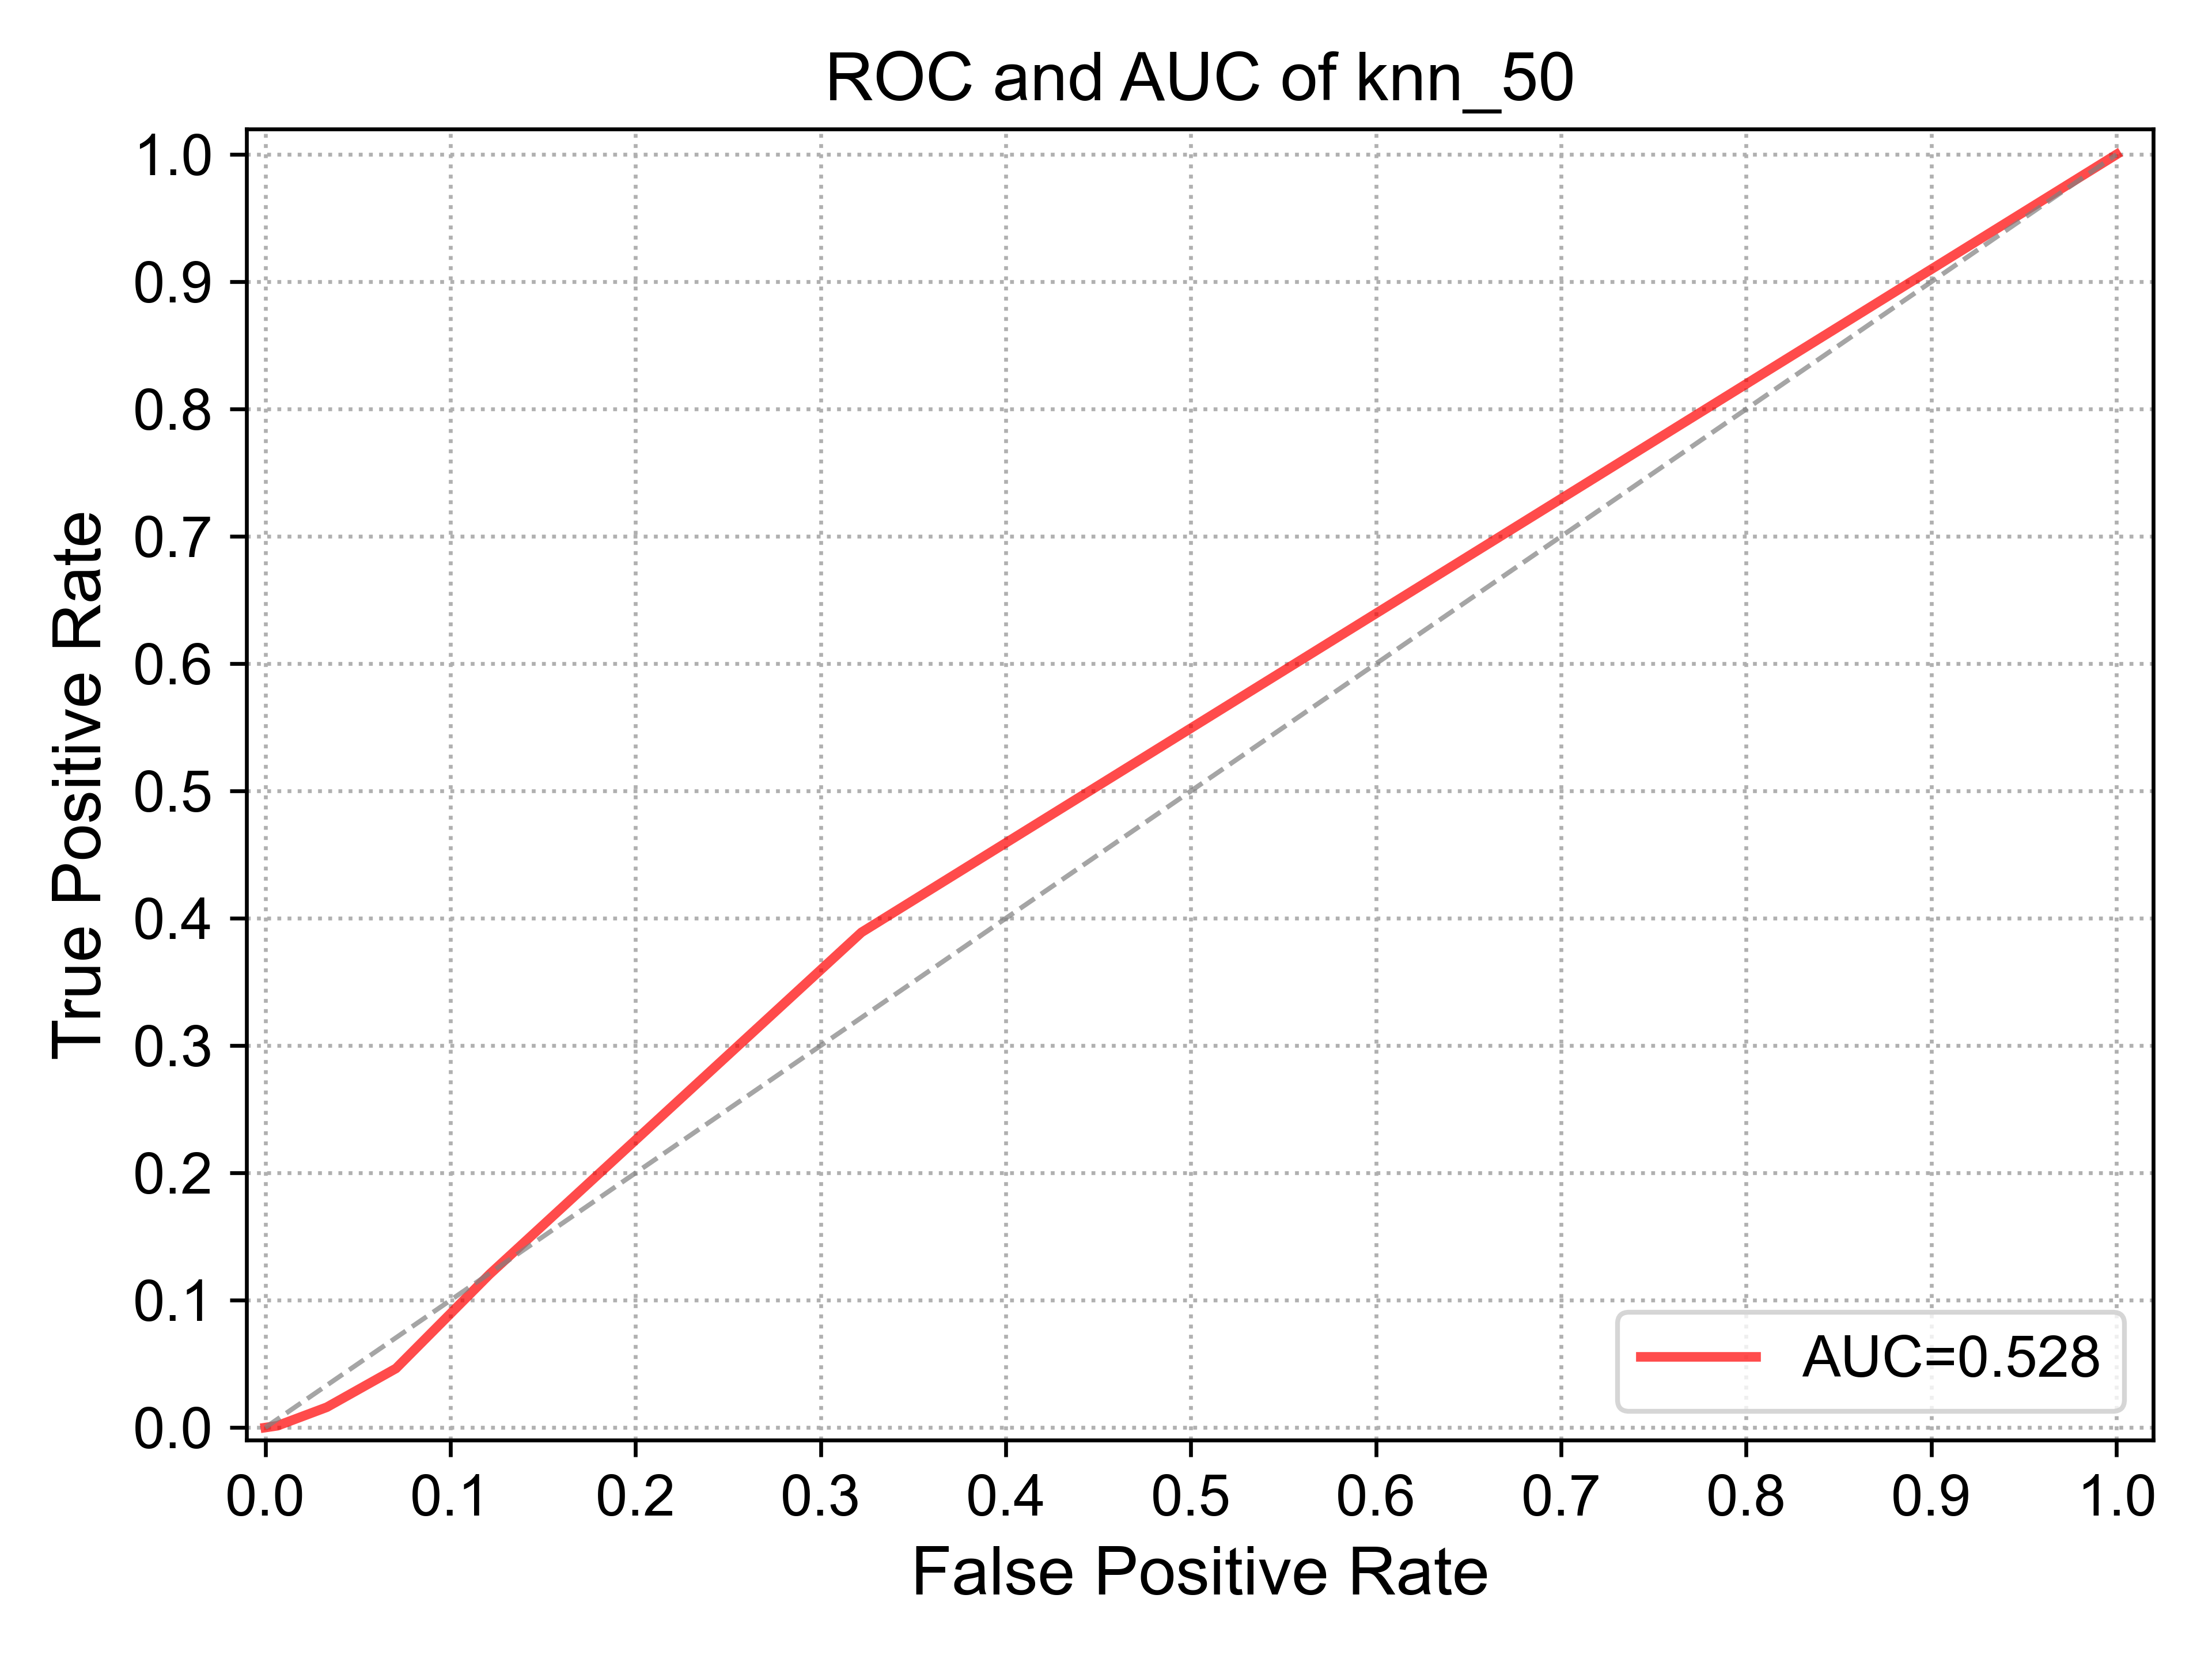 ROC and AUC of knn_50
1.0
0.9
0.8
0.7
0.6
0.5
0.4
0.3
0.2
0.1
0.0
True Positive Rate
AUC=0.528
0.0 0.1 0.2 0.3 0.4 0.5 0.6 0.7 0.8 0.9 1.0
False Positive Rate